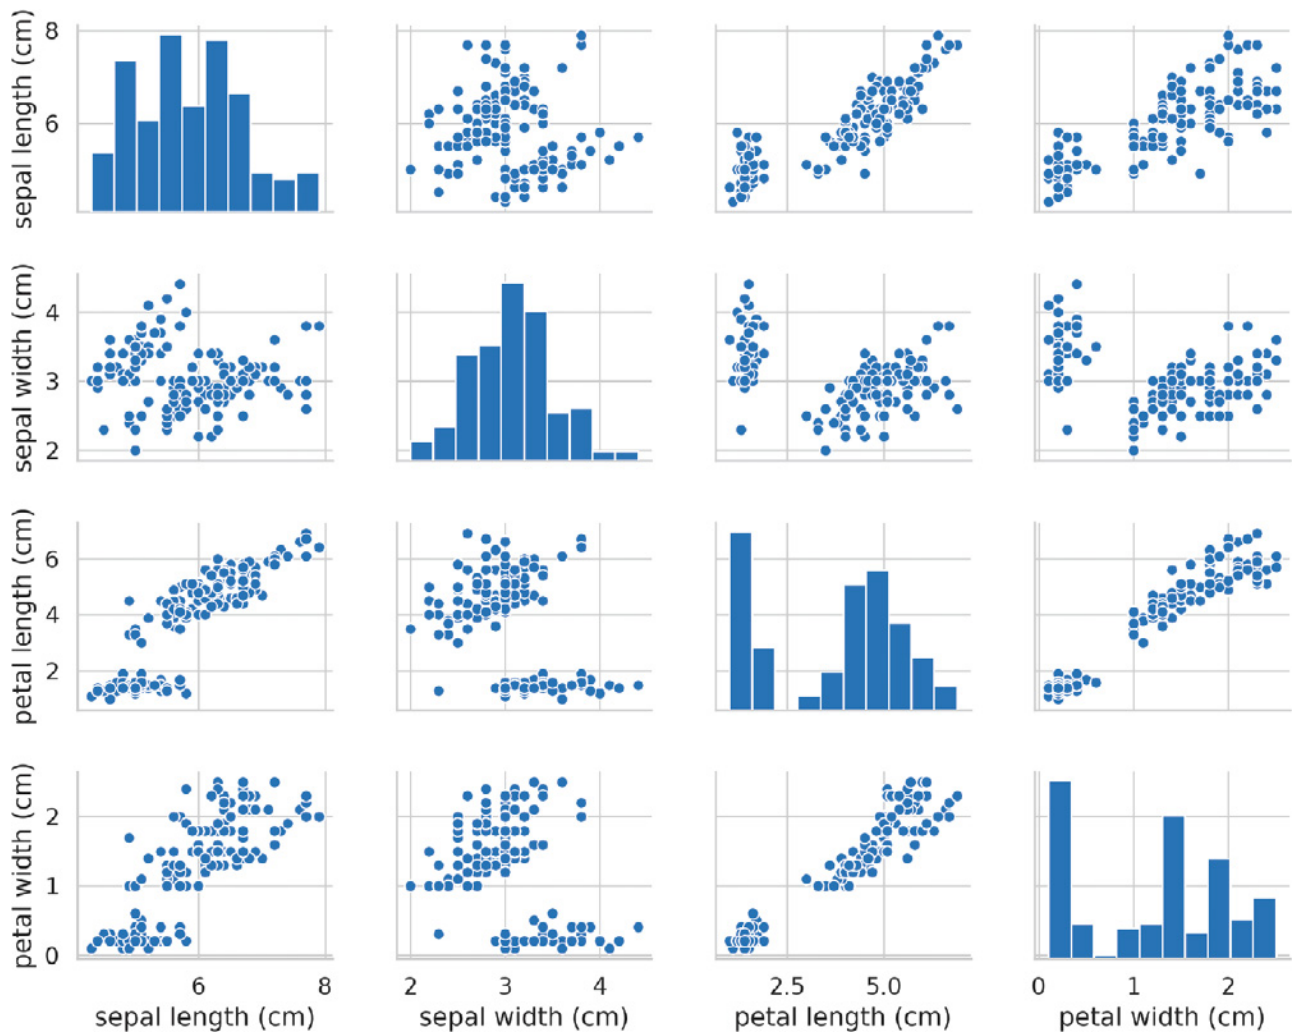 sepal length (cm)
8
6
sepal width (cm)
4
3
2
petal length (cm)
6
4
2
petal width (cm)
2
1
0
6
8
2
3
4
2.5
5.0
0
1
2
sepal length (cm)
sepal width (cm)
petal length (cm)
petal width (cm)